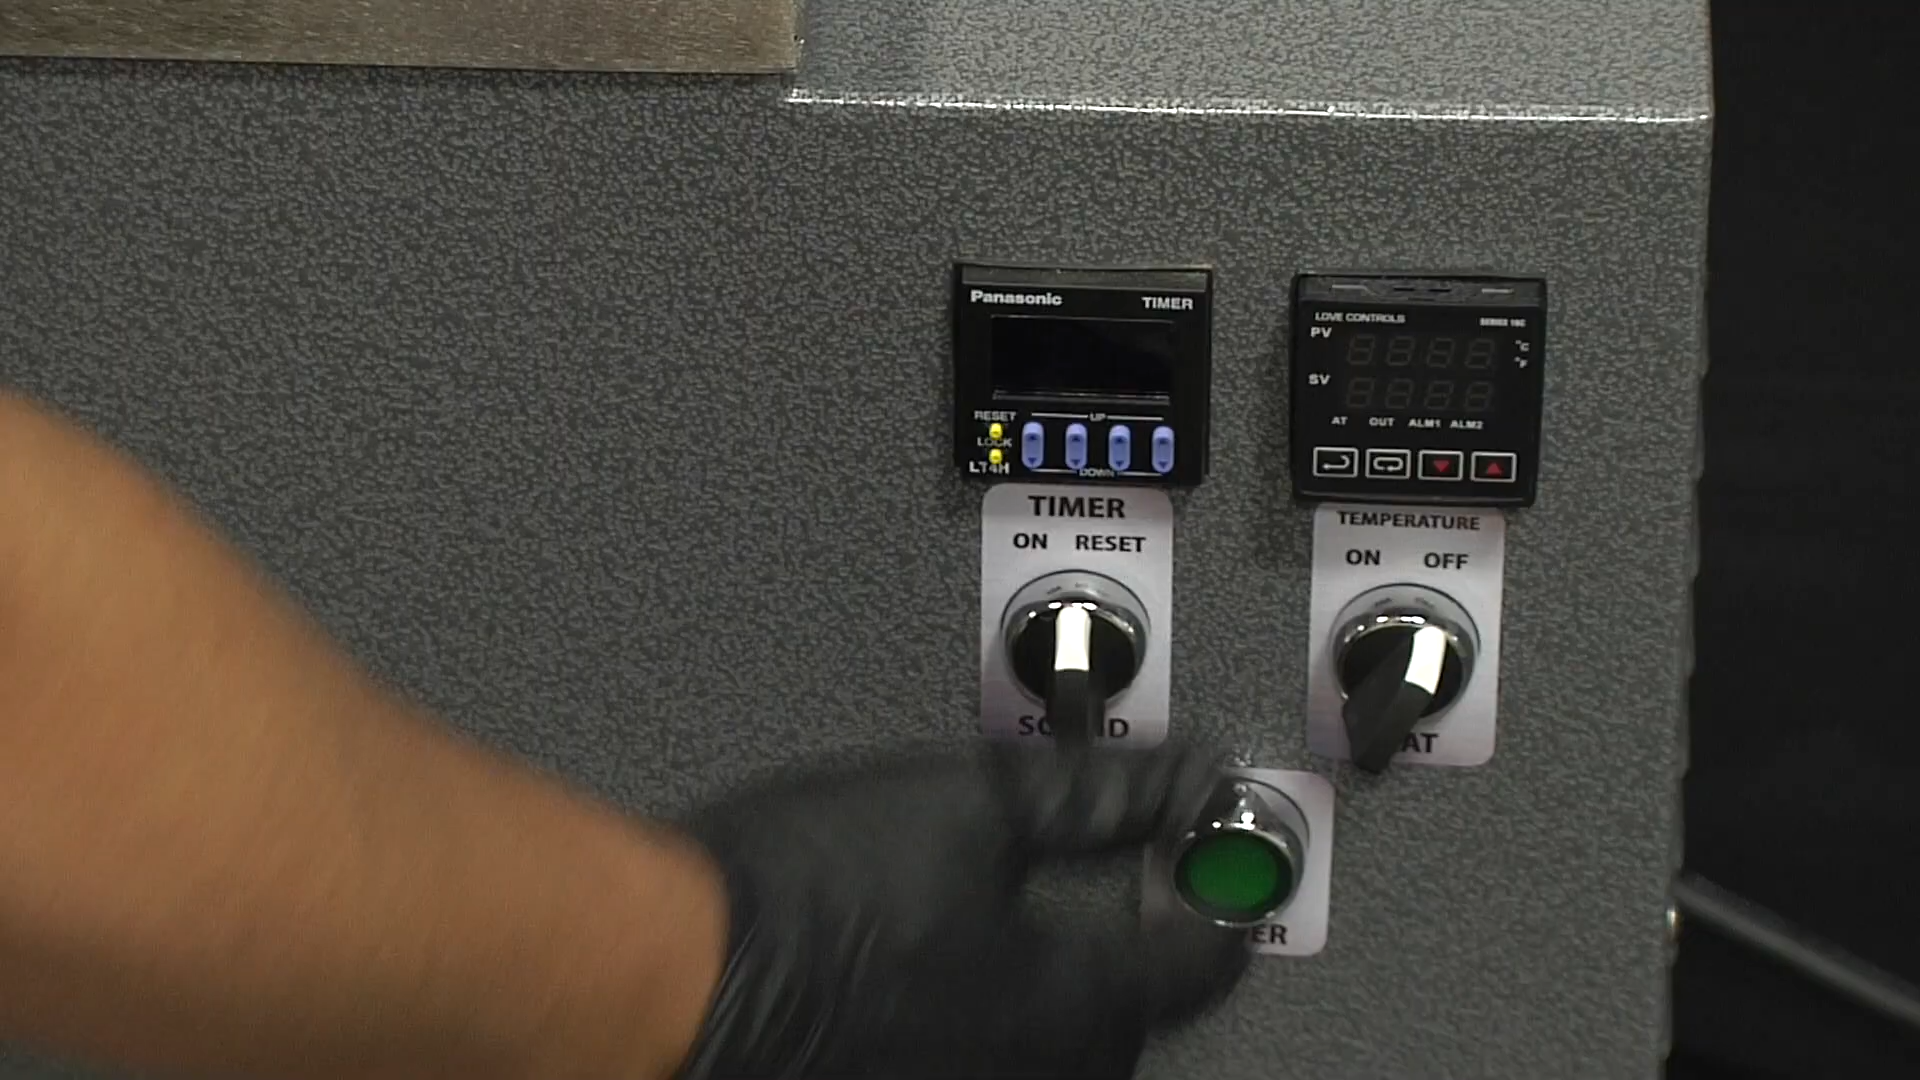 Panasonic TIMER
RESET
UP
LOCK
LT4H
DOWN
LOVE CONTROLS
PV
°C
°F
SV
AT OUT ALM1 ALM2
TIMER
ON RESET
TEMPERATURE
ON OFF